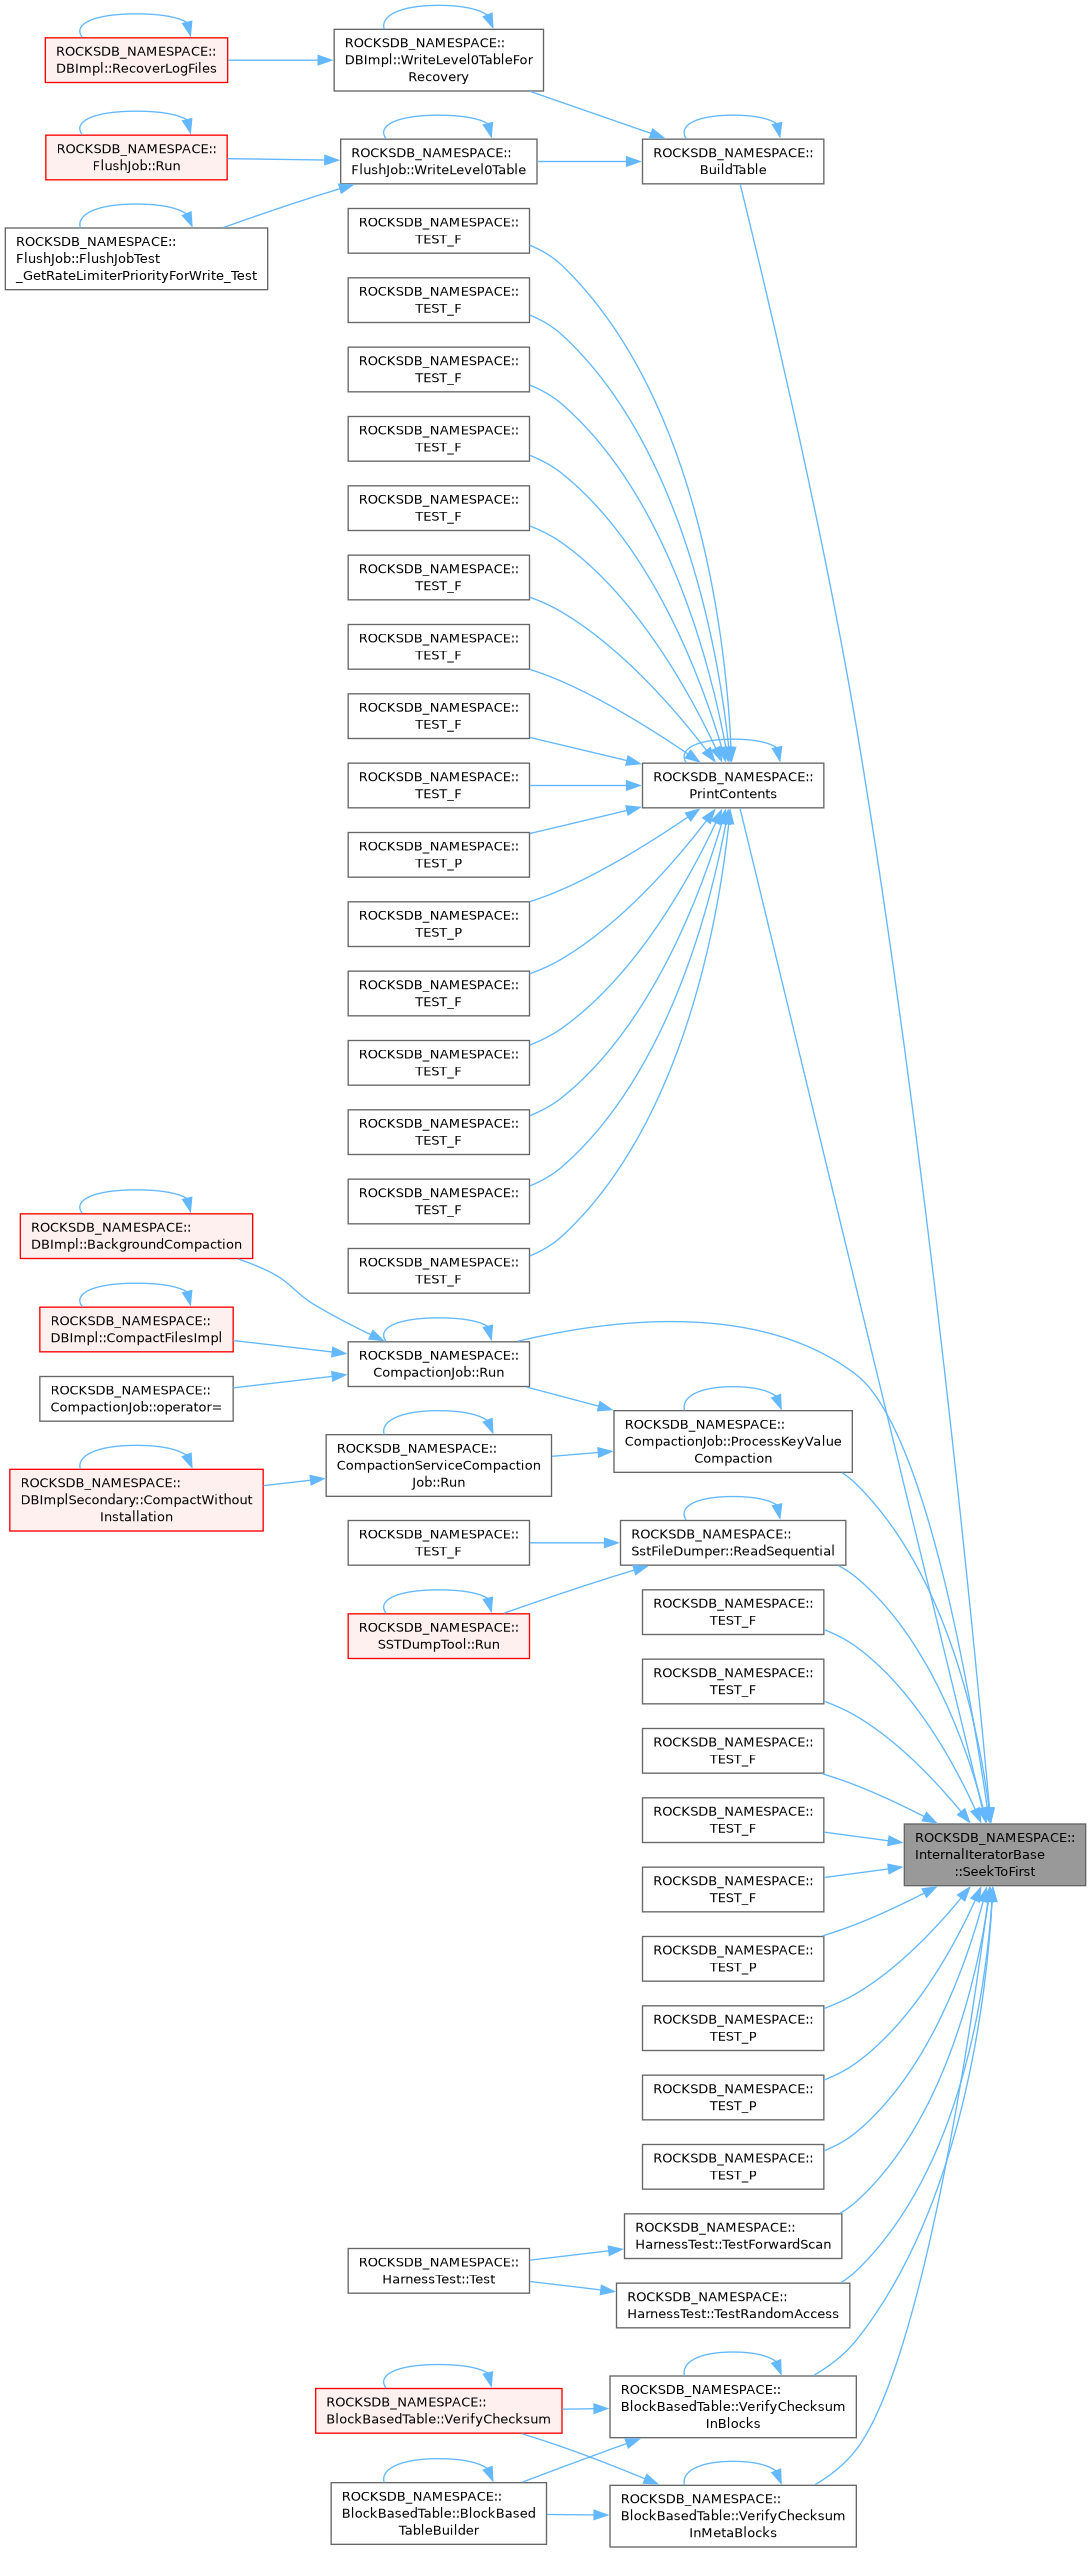 ROCKSDB_NAMESPACE::
DBImpl::RecoverLogFiles
ROCKSDB_NAMESPACE::
DBImpl::WriteLevel0TableFor
Recovery
ROCKSDB_NAMESPACE::
FlushJob::Run
ROCKSDB_NAMESPACE::
FlushJob::WriteLevel0Table
ROCKSDB_NAMESPACE::
BuildTable
ROCKSDB_NAMESPACE::
FlushJob::FlushJobTest
_GetRateLimiterPriorityForWrite_Test
ROCKSDB_NAMESPACE::
TEST_F
ROCKSDB_NAMESPACE::
TEST_F
ROCKSDB_NAMESPACE::
TEST_F
ROCKSDB_NAMESPACE::
TEST_F
ROCKSDB_NAMESPACE::
TEST_F
ROCKSDB_NAMESPACE::
TEST_F
ROCKSDB_NAMESPACE::
TEST_F
ROCKSDB_NAMESPACE::
TEST_F
ROCKSDB_NAMESPACE::
TEST_F
ROCKSDB_NAMESPACE::
PrintContents
ROCKSDB_NAMESPACE::
TEST_P
ROCKSDB_NAMESPACE::
TEST_P
ROCKSDB_NAMESPACE::
TEST_F
ROCKSDB_NAMESPACE::
TEST_F
ROCKSDB_NAMESPACE::
TEST_F
ROCKSDB_NAMESPACE::
TEST_F
ROCKSDB_NAMESPACE::
TEST_F
ROCKSDB_NAMESPACE::
DBImpl::BackgroundCompaction
ROCKSDB_NAMESPACE::
DBImpl::CompactFilesImpl
ROCKSDB_NAMESPACE::
CompactionJob::Run
ROCKSDB_NAMESPACE::
CompactionJob::operator=
ROCKSDB_NAMESPACE::
CompactionJob::ProcessKeyValue
Compaction
ROCKSDB_NAMESPACE::
CompactionServiceCompaction
Job::Run
ROCKSDB_NAMESPACE::
DBImplSecondary::CompactWithout
Installation
ROCKSDB_NAMESPACE::
TEST_F
ROCKSDB_NAMESPACE::
SstFileDumper::ReadSequential
ROCKSDB_NAMESPACE::
SSTDumpTool::Run
ROCKSDB_NAMESPACE::
TEST_F
ROCKSDB_NAMESPACE::
TEST_F
ROCKSDB_NAMESPACE::
TEST_F
ROCKSDB_NAMESPACE::
TEST_F
ROCKSDB_NAMESPACE::
InternalIteratorBase
::SeekToFirst
ROCKSDB_NAMESPACE::
TEST_F
ROCKSDB_NAMESPACE::
TEST_P
ROCKSDB_NAMESPACE::
TEST_P
ROCKSDB_NAMESPACE::
TEST_P
ROCKSDB_NAMESPACE::
TEST_P
ROCKSDB_NAMESPACE::
HarnessTest::TestForwardScan
ROCKSDB_NAMESPACE::
HarnessTest::Test
ROCKSDB_NAMESPACE::
HarnessTest::TestRandomAccess
ROCKSDB_NAMESPACE::
BlockBasedTable::VerifyChecksum
ROCKSDB_NAMESPACE::
BlockBasedTable::VerifyChecksum
InBlocks
ROCKSDB_NAMESPACE::
BlockBasedTable::BlockBased
TableBuilder
ROCKSDB_NAMESPACE::
BlockBasedTable::VerifyChecksum
InMetaBlocks